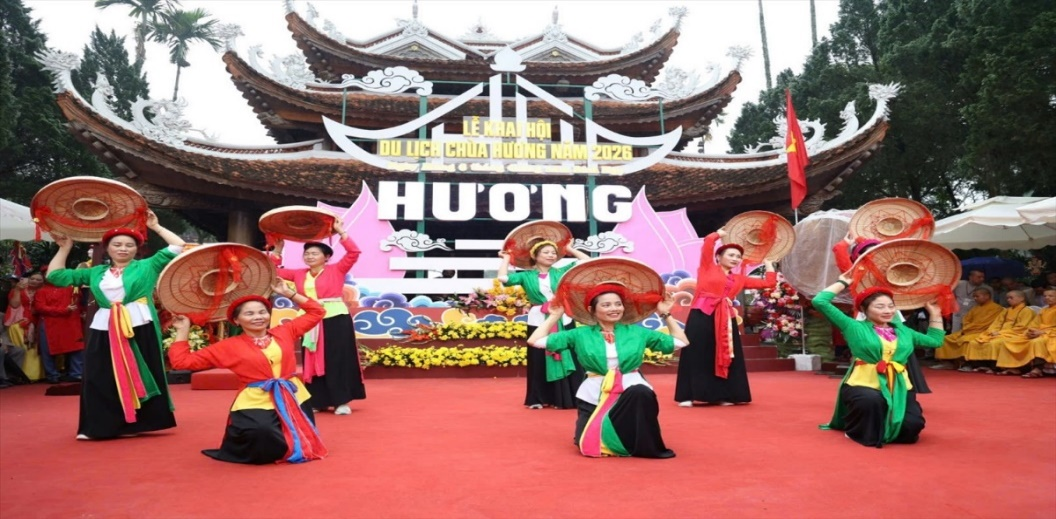 LỄ KHAI HỘI
DU LỊCH CHÙA HƯƠNG NĂM 2026
HƯƠNG